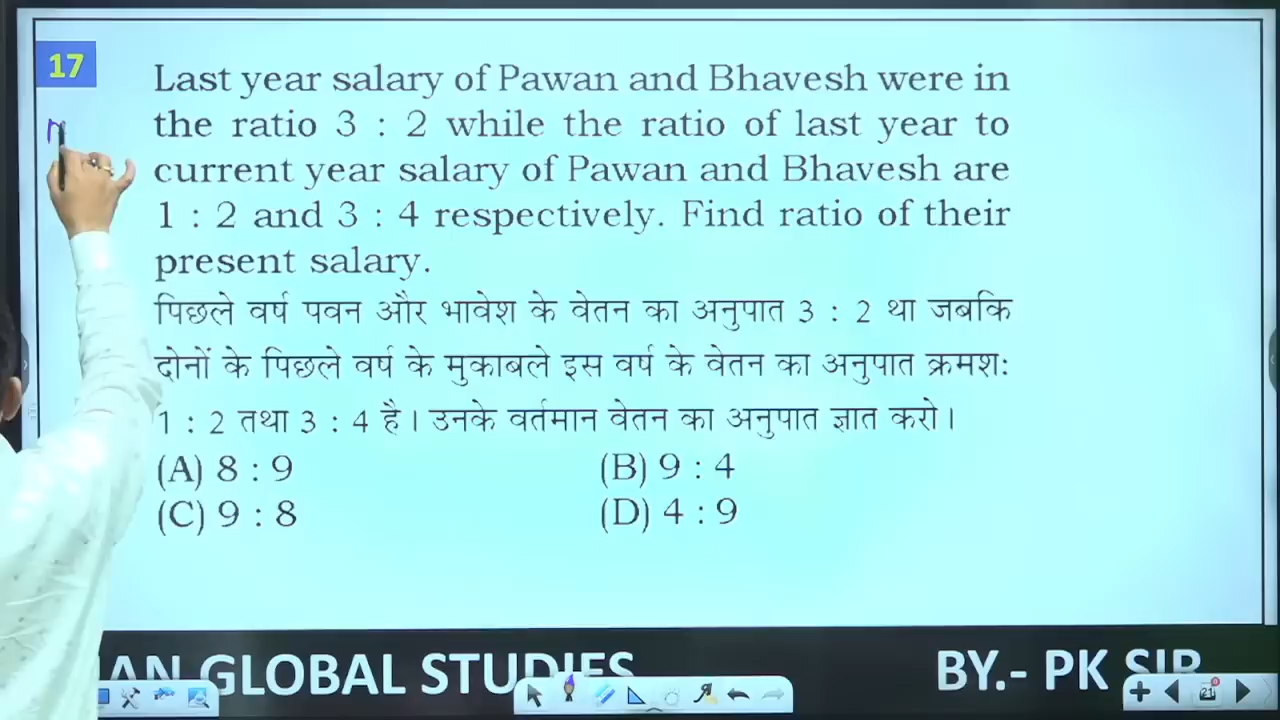 17
Last year salary of Pawan and Bhavesh were in
the ratio 3 : 2 while the ratio of last year to
current year salary of Pawan and Bhavesh are
1 : 2 and 3 : 4 respectively. Find ratio of their
present salary.
पिछले वर्ष पवन और भावेश के वेतन का अनुपात 3 : 2 था जबकि
दोनों के पिछले वर्ष के मुकाबले इस वर्ष के वेतन का अनुपात क्रमश:
1 : 2 तथा 3 : 4 है। उनके वर्तमान वेतन का अनुपात ज्ञात करो।
(A) 8 : 9 (B) 9 : 4
(C) 9 : 8 (D) 4 : 9
GLOBAL STUDIES BY.- PK SIR
21